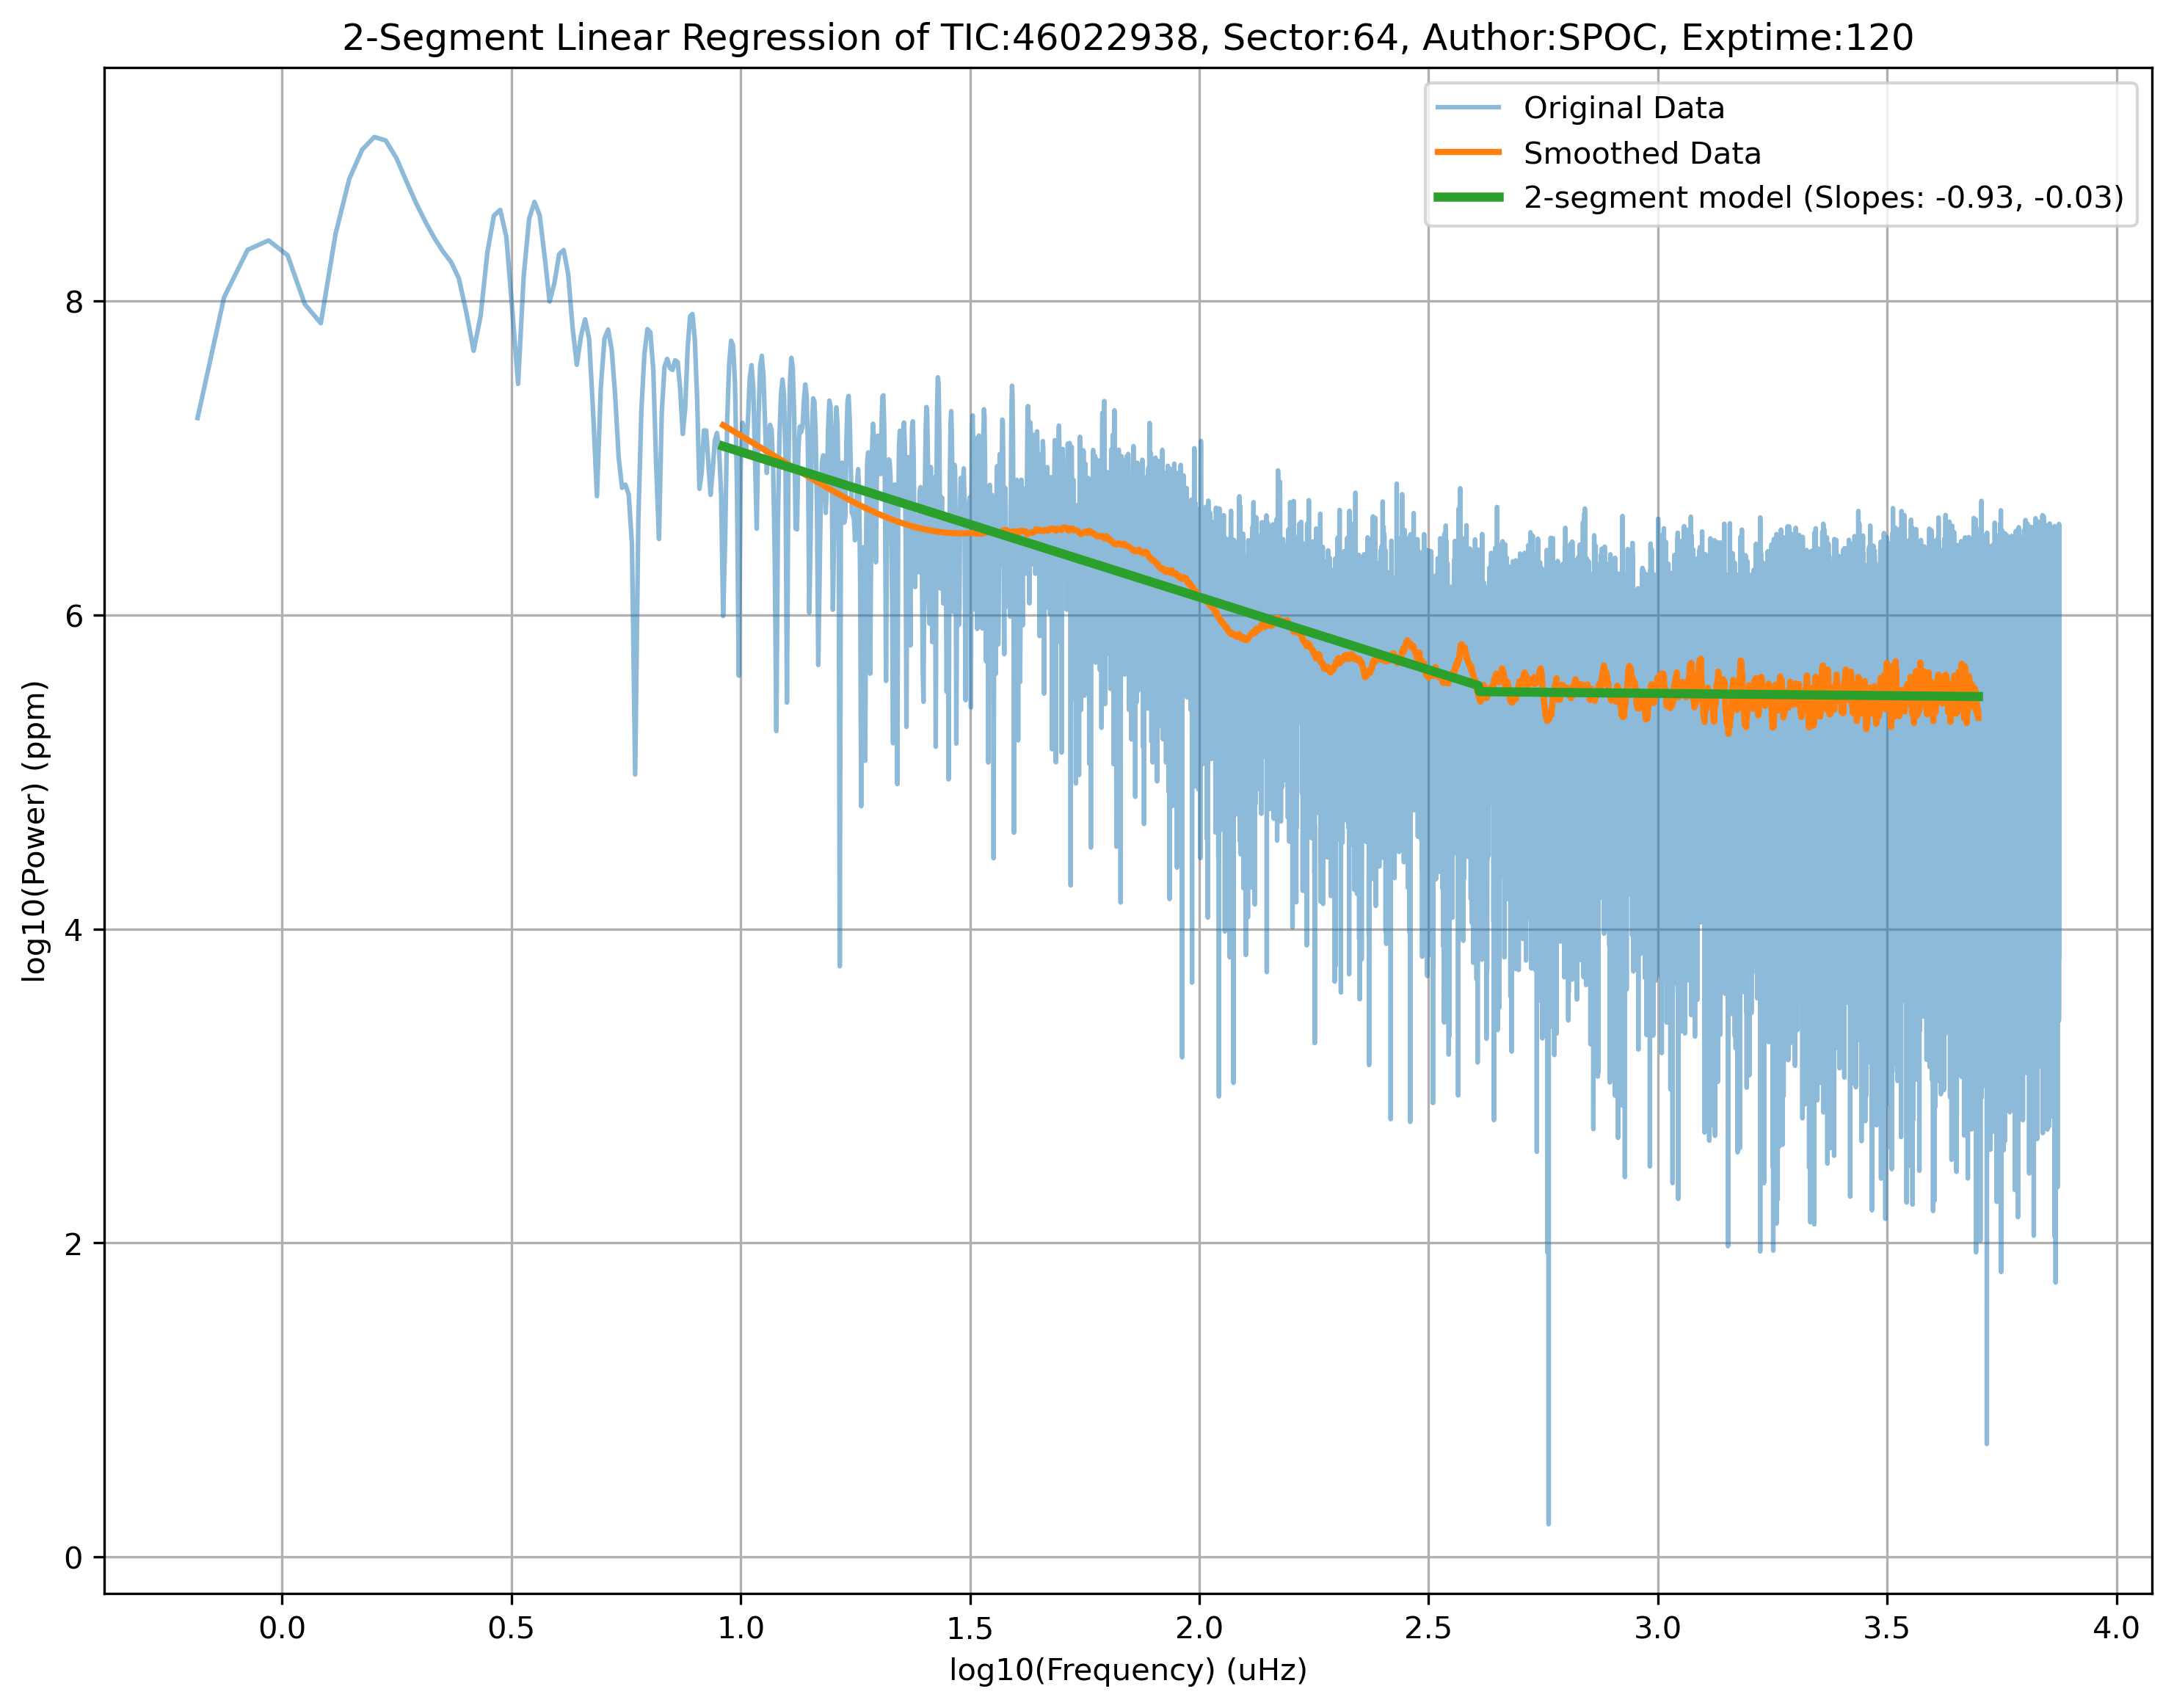 2-Segment Linear Regression of TIC:46022938, Sector:64, Author:SPOC, Exptime:120
Original Data
Smoothed Data
2-segment model (Slopes: -0.93, -0.03)
log10(Power) (ppm)
8
6
4
2
0
0.0 0.5 1.0 1.5 2.0 2.5 3.0 3.5 4.0
log10(Frequency) (uHz)